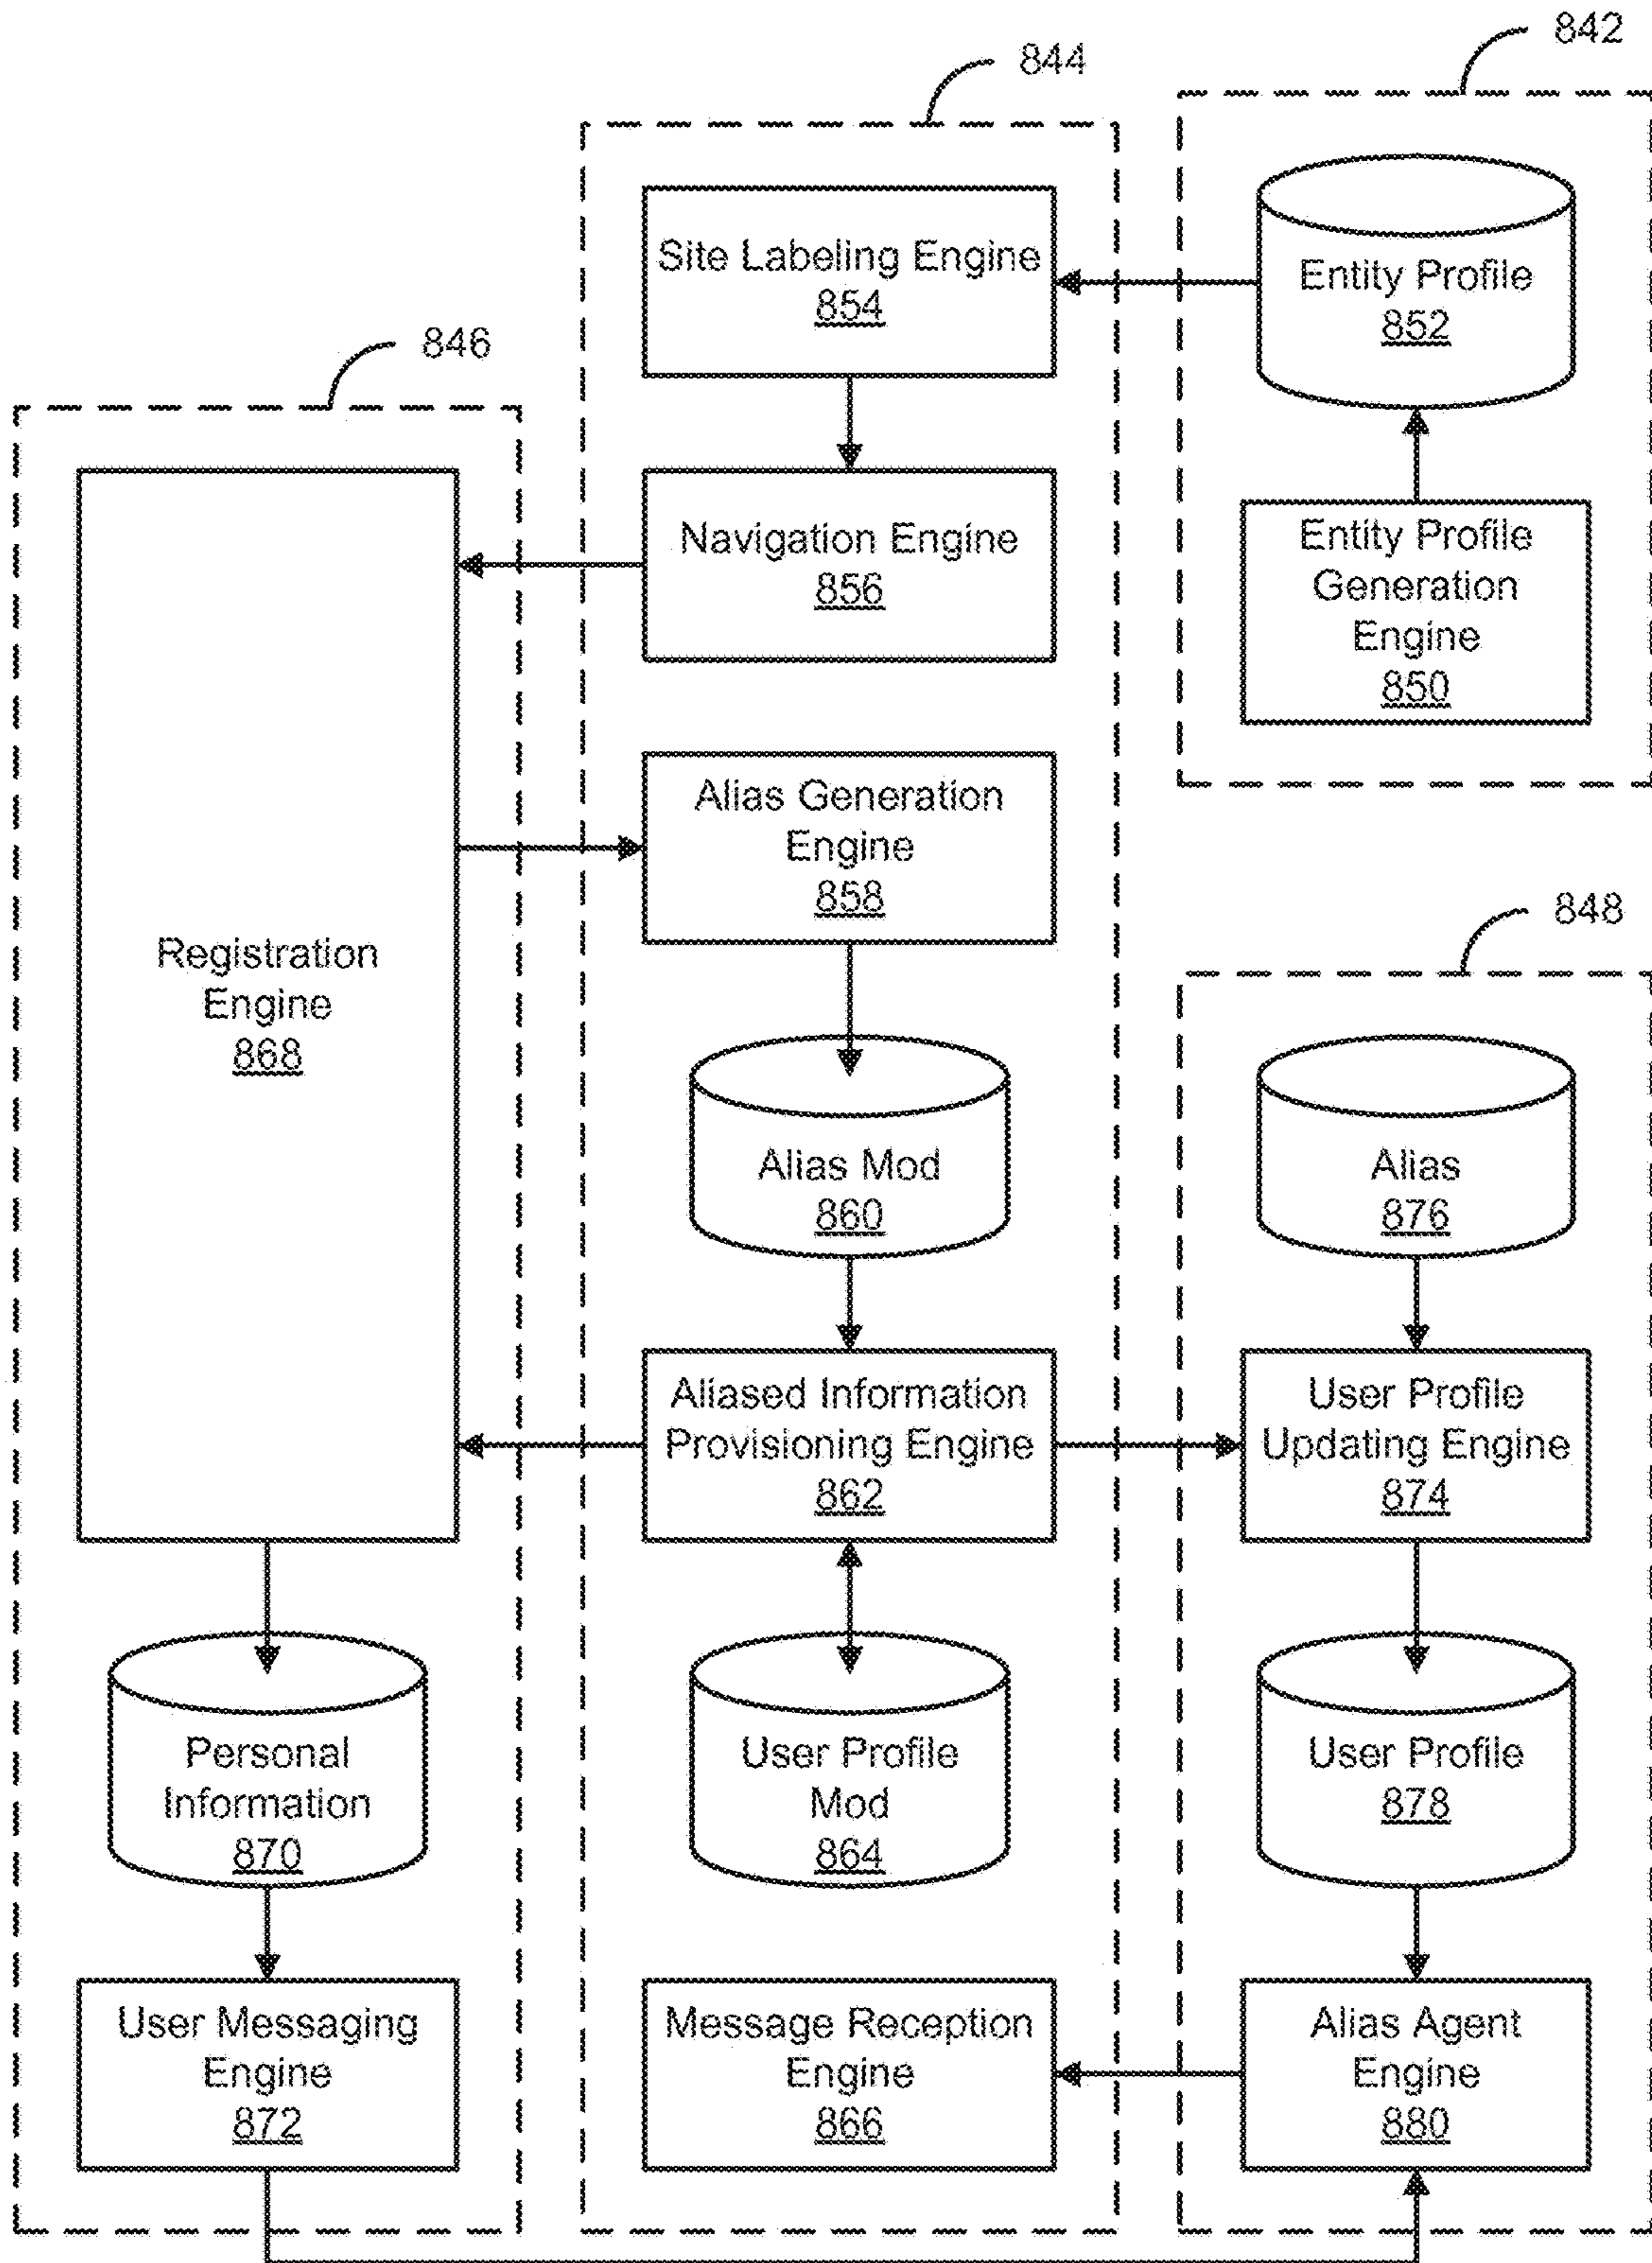 842
844
Site Labeling Engine
854
Entity Profile
852
846
Navigation Engine
856
Entity Profile
Generation
Engine
850
Alias Generation
Engine
858
848
Registration
Engine
868
Alias Mod
860
Alias
876
Aliased Information
Provisioning Engine
862
User Profile
Updating Engine
874
Personal
Information
870
User Profile
Mod
864
User Profile
878
User Messaging
Engine
872
Message Reception
Engine
866
Alias Agent
Engine
880